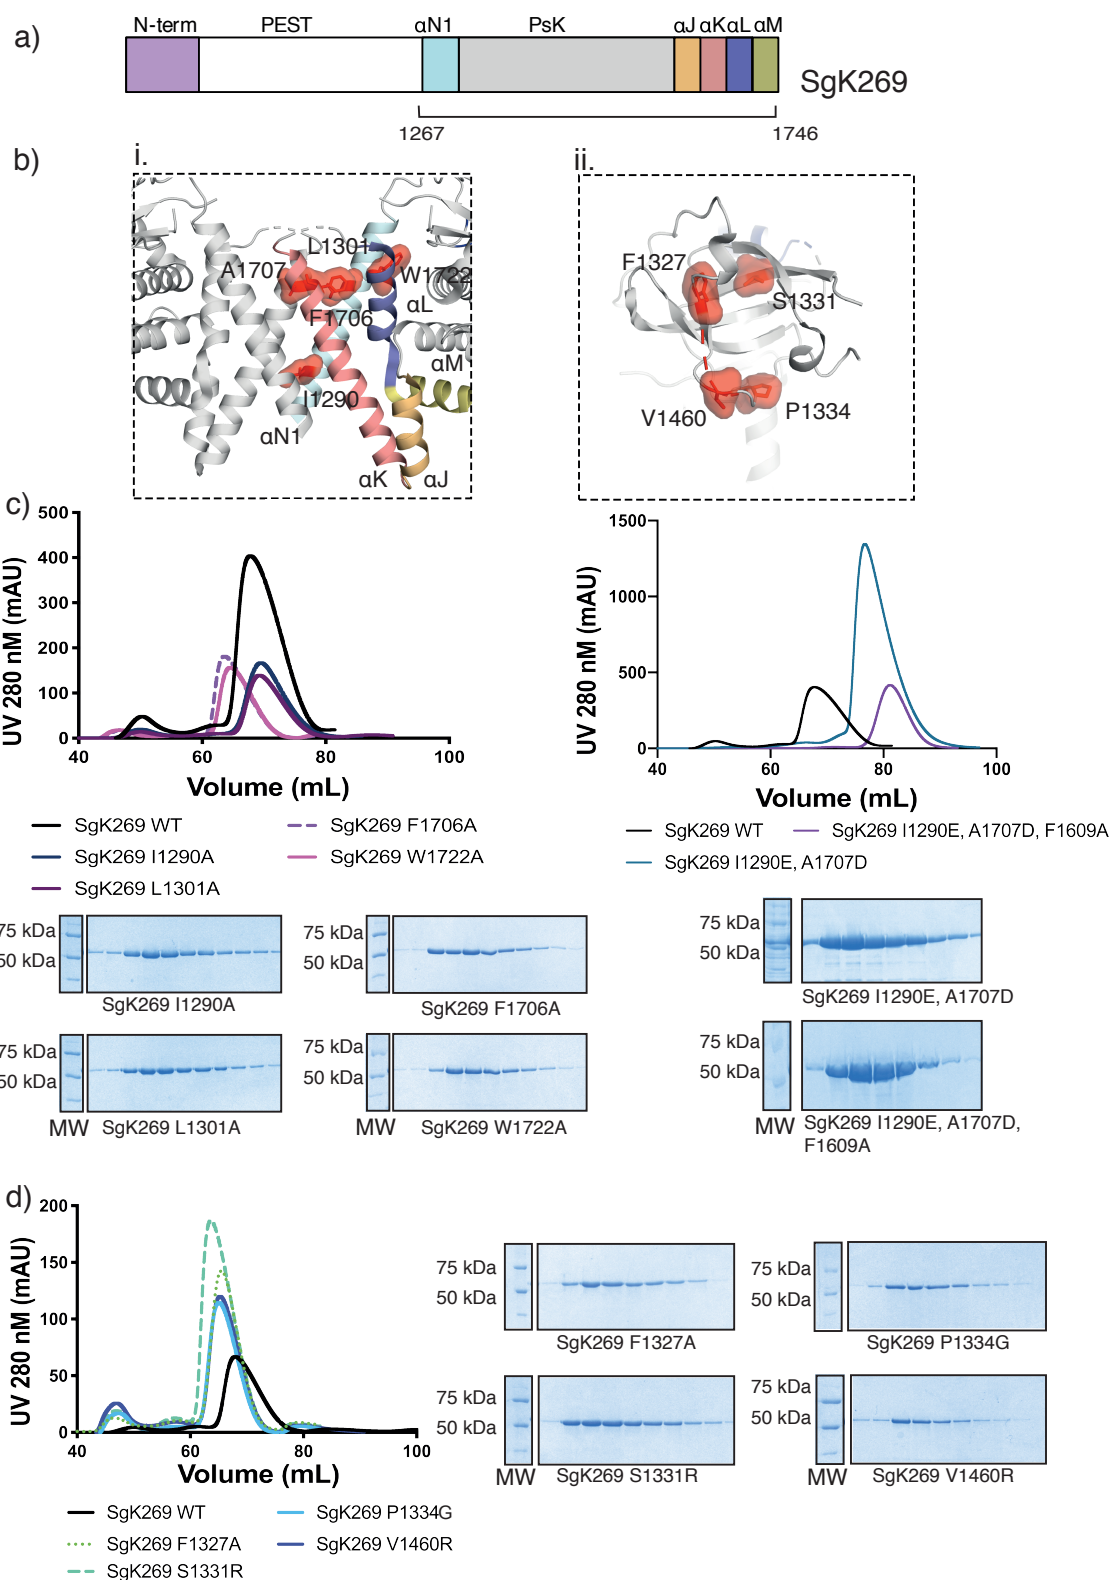 a)
N-term PEST αN1 PsK αJ αK αL αM
SgK269
1267 1746
b)
i.
L1301
A1707
W1722
αL
F1706
αM
I1290
αN1
αK αJ
ii.
F1327
S1331
V1460
P1334
c)
500
400
300
200
100
0
UV 280 nM (mAU)
40 60 80 100
Volume (mL)
SgK269 WT
SgK269 F1706A
SgK269 I1290A
SgK269 W1722A
SgK269 L1301A
1500
1000
500
0
UV 280 nM (mAU)
40 60 80 100
Volume (mL)
SgK269 WT
SgK269 I1290E, A1707D, F1609A
SgK269 I1290E, A1707D
75 kDa
50 kDa
SgK269 I1290A
75 kDa
50 kDa
SgK269 F1706A
75 kDa
50 kDa
SgK269 I1290E, A1707D
75 kDa
50 kDa
MW SgK269 L1301A
75 kDa
50 kDa
MW SgK269 W1722A
75 kDa
50 kDa
MW SgK269 I1290E, A1707D,
F1609A
d)
200
150
100
50
0
UV 280 nM (mAU)
40 60 80 100
Volume (mL)
SgK269 WT
SgK269 P1334G
SgK269 F1327A
SgK269 V1460R
SgK269 S1331R
75 kDa
50 kDa
SgK269 F1327A
75 kDa
50 kDa
SgK269 P1334G
75 kDa
50 kDa
MW SgK269 S1331R
75 kDa
50 kDa
MW SgK269 V1460R